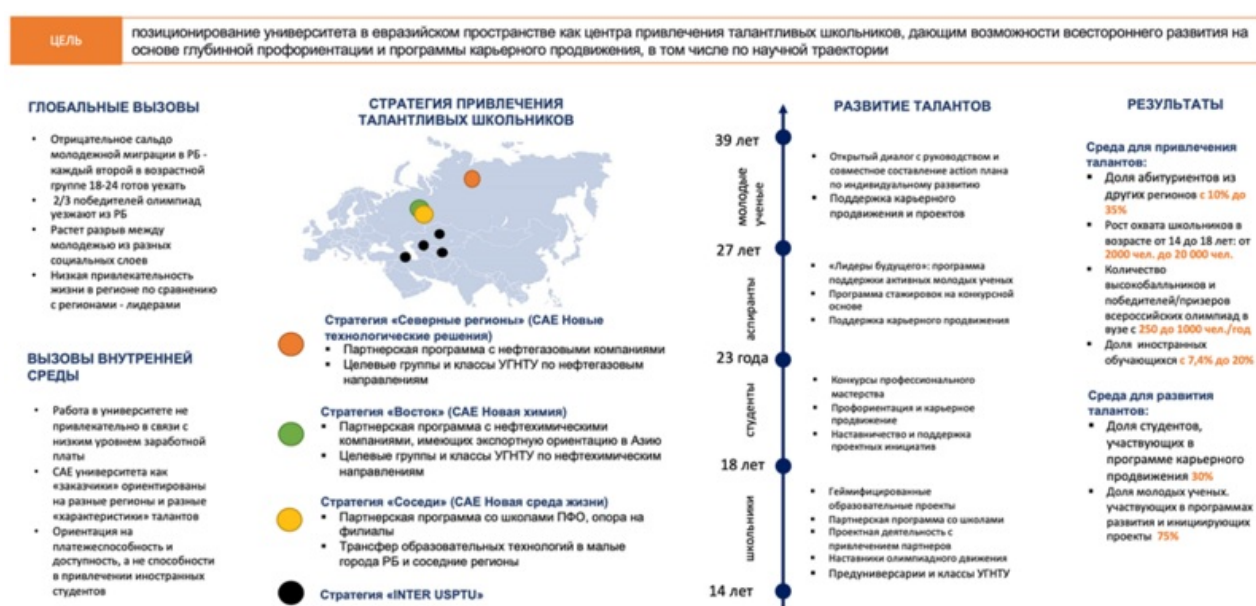 ЦЕЛЬ
позиционирование университета в евразийском пространстве как центра привлечения талантливых школьников, дающим возможности всестороннего развития на
основе глубинной профориентации и программы карьерного продвижения, в том числе по научной траектории
ГЛОБАЛЬНЫЕ ВЫЗОВЫ
• Отрицательное сальдо
молодежной миграции в РБ -
каждый второй в возрастной
группе 18-24 готов уехать
• 2/3 победителей олимпиад
уезжают из РБ
• Растет разрыв между
молодежью из разных
социальных слоев
• Низкая привлекательность
жизни в регионе по сравнению
с регионами - лидерами
ВЫЗОВЫ ВНУТРЕННЕЙ
СРЕДЫ
• Работа в университете не
привлекательно в связи с
низким уровнем заработной
платы
• САЕ университета как
«заказчики» ориентированы
на разные регионы и разные
«характеристики» талантов
• Ориентация на
платежеспособность и
доступность, а не способности
в привлечении иностранных
студентов
СТРАТЕГИЯ ПРИВЛЕЧЕНИЯ
ТАЛАНТЛИВЫХ ШКОЛЬНИКОВ
Стратегия «Северные регионы» (САЕ Новые
технологические решения)
▪ Партнерская программа с нефтегазовыми компаниями
▪ Целевые группы и классы УГНТУ по нефтегазовым
направлениям
Стратегия «Восток» (САЕ Новая химия)
▪ Партнерская программа с нефтехимическими
компаниями, имеющих экспортную ориентацию в Азию
▪ Целевые группы и классы УГНТУ по нефтехимическим
направлениям
Стратегия «Соседи» (САЕ Новая среда жизни)
▪ Партнерская программа со школами ПФО, опора на
филиалы
▪ Трансфер образовательных технологий в малые
города РБ и соседние регионы
Стратегия «INTER USPTU»
РАЗВИТИЕ ТАЛАНТОВ
39 лет
молодые
ученые
▪ Открытый диалог с руководством и
совместное составление action плана
по индивидуальному развитию
▪ Поддержка карьерного
продвижения и проектов
27 лет
аспиранты
▪ «Лидеры будущего»: программа
поддержки активных молодых ученых
▪ Программа стажировок на конкурсной
основе
▪ Поддержка карьерного продвижения
23 года
студенты
▪ Конкурсы профессионального
мастерства
▪ Профориентация и карьерное
продвижение
▪ Наставничество и поддержка
проектных инициатив
18 лет
школьники
▪ Геймифицированные
образовательные проекты
▪ Партнерская программа со школами
▪ Проектная деятельность с
привлечением партнеров
▪ Наставники олимпиадного движения
▪ Предуниверсарии и классы УГНТУ
14 лет
РЕЗУЛЬТАТЫ
Среда для привлечения
талантов:
▪ Доля абитуриентов из
других регионов с 10% до
35%
▪ Рост охвата школьников в
возрасте от 14 до 18 лет: от
2000 чел. до 20 000 чел.
▪ Количество
высокобалльников и
победителей/призеров
всероссийских олимпиад в
вузе с 250 до 1000 чел./год
▪ Доля иностранных
обучающихся с 7,4% до 20%
Среда для развития
талантов:
▪ Доля студентов,
участвующих в
программе карьерного
продвижения 30%
▪ Доля молодых ученых.
участвующих в программах
развития и инициирующих
проекты 75%